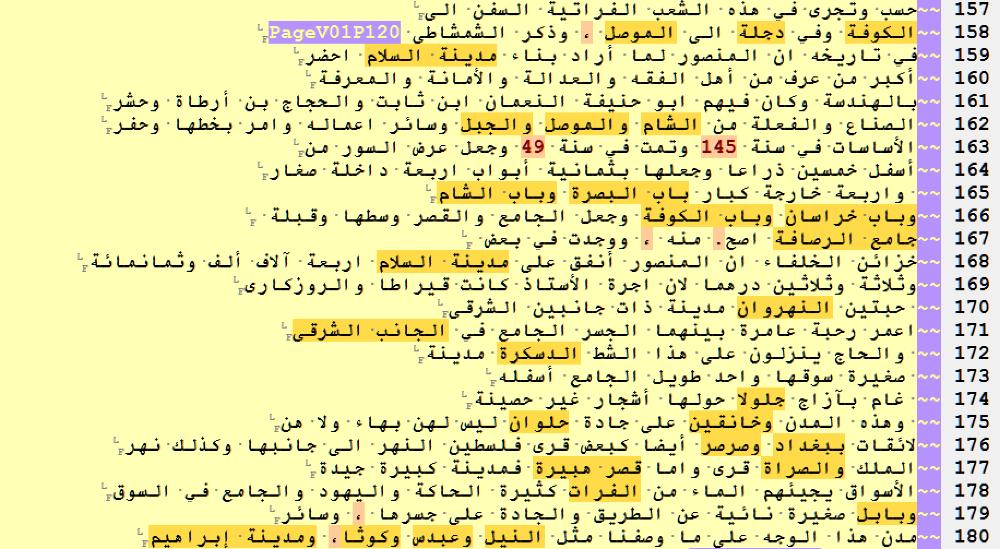 157 ~~حسب وتجرى في هذه الشعب الفراتية السفن الى
158 ~~الكوفة وفي دجلة الى الموصل ، وذكر الشمشاطى PageV01P120
159 ~~في تاريخه ان المنصور لما أراد بناء مدينة السلام احضر
160 ~~أكبر من عرف من أهل الفقه والعدالة والأمانة والمعرفة
161 ~~بالهندسة وكان فيهم ابو حنيفة النعمان ابن ثابت والحجاج بن أرطاة وحشر
162 ~~الصناع والفعلة من الشام والموصل والجبل وسائر اعماله وامر بخطها وحفر
163 ~~الأساسات في سنة 145 وتمت في سنة 49 وجعل عرض السور من
164 ~~أسفل خمسين ذراعا وجعلها بثمانية أبواب اربعة داخلة صغار
165 ~~ واربعة خارجة كبار باب البصرة وباب الشام
166 ~~وباب خراسان وباب الكوفة وجعل الجامع والقصر وسطها وقبلة
167 ~~جامع الرصافة اصح. منه ، ووجدت في بعض
168 ~~خزائن الخلفاء ان المنصور أنفق على مدينة السلام اربعة آلاف ألف وثمانمائة
169 ~~وثلاثة وثلاثين درهما لان اجرة الأستاذ كانت قيراطا والروزكارى
170 ~~ حبتين النهروان مدينة ذات جانبين الشرقى
171 ~~اعمر رحبة عامرة بينهما الجسر الجامع في الجانب الشرقى
172 ~~ والحاج ينزلون على هذا الشط الدسكرة مدينة
173 ~~ صغيرة سوقها واحد طويل الجامع أسفله
174 ~~ غام بآزاج جلولا حولها أشجار غير حصينة
175 ~~ وهذه المدن وخانقين على جادة حلوان ليس لهن بهاء ولا هن
176 ~~لائقات ببغداد وصرصر أيضا كبعض قرى فلسطين النهر الى جانبها وكذلك نهر
177 ~~الملك والصراة قرى واما قصر هبيرة فمدينة كبيرة جيدة
178 ~~الأسواق يجيئهم الماء من الفرات كثيرة الحاكة واليهود والجامع في السوق
179 ~~وبابل صغيرة نائية عن الطريق والجادة على جسرها ، وسائر
180 ~~مدن هذا الوجه على ما وصفنا مثل النيل وعبدس وكوثا، ومدينة إبراهيم